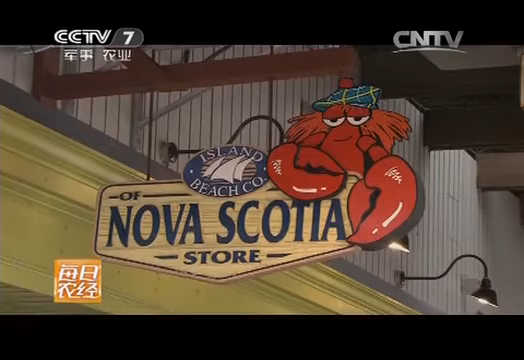 CCTV 7
军事 农业
CNTV
ISLAND
BEACH CO.
-OF
NOVA SCOTIA
- STORE -
每日
农经